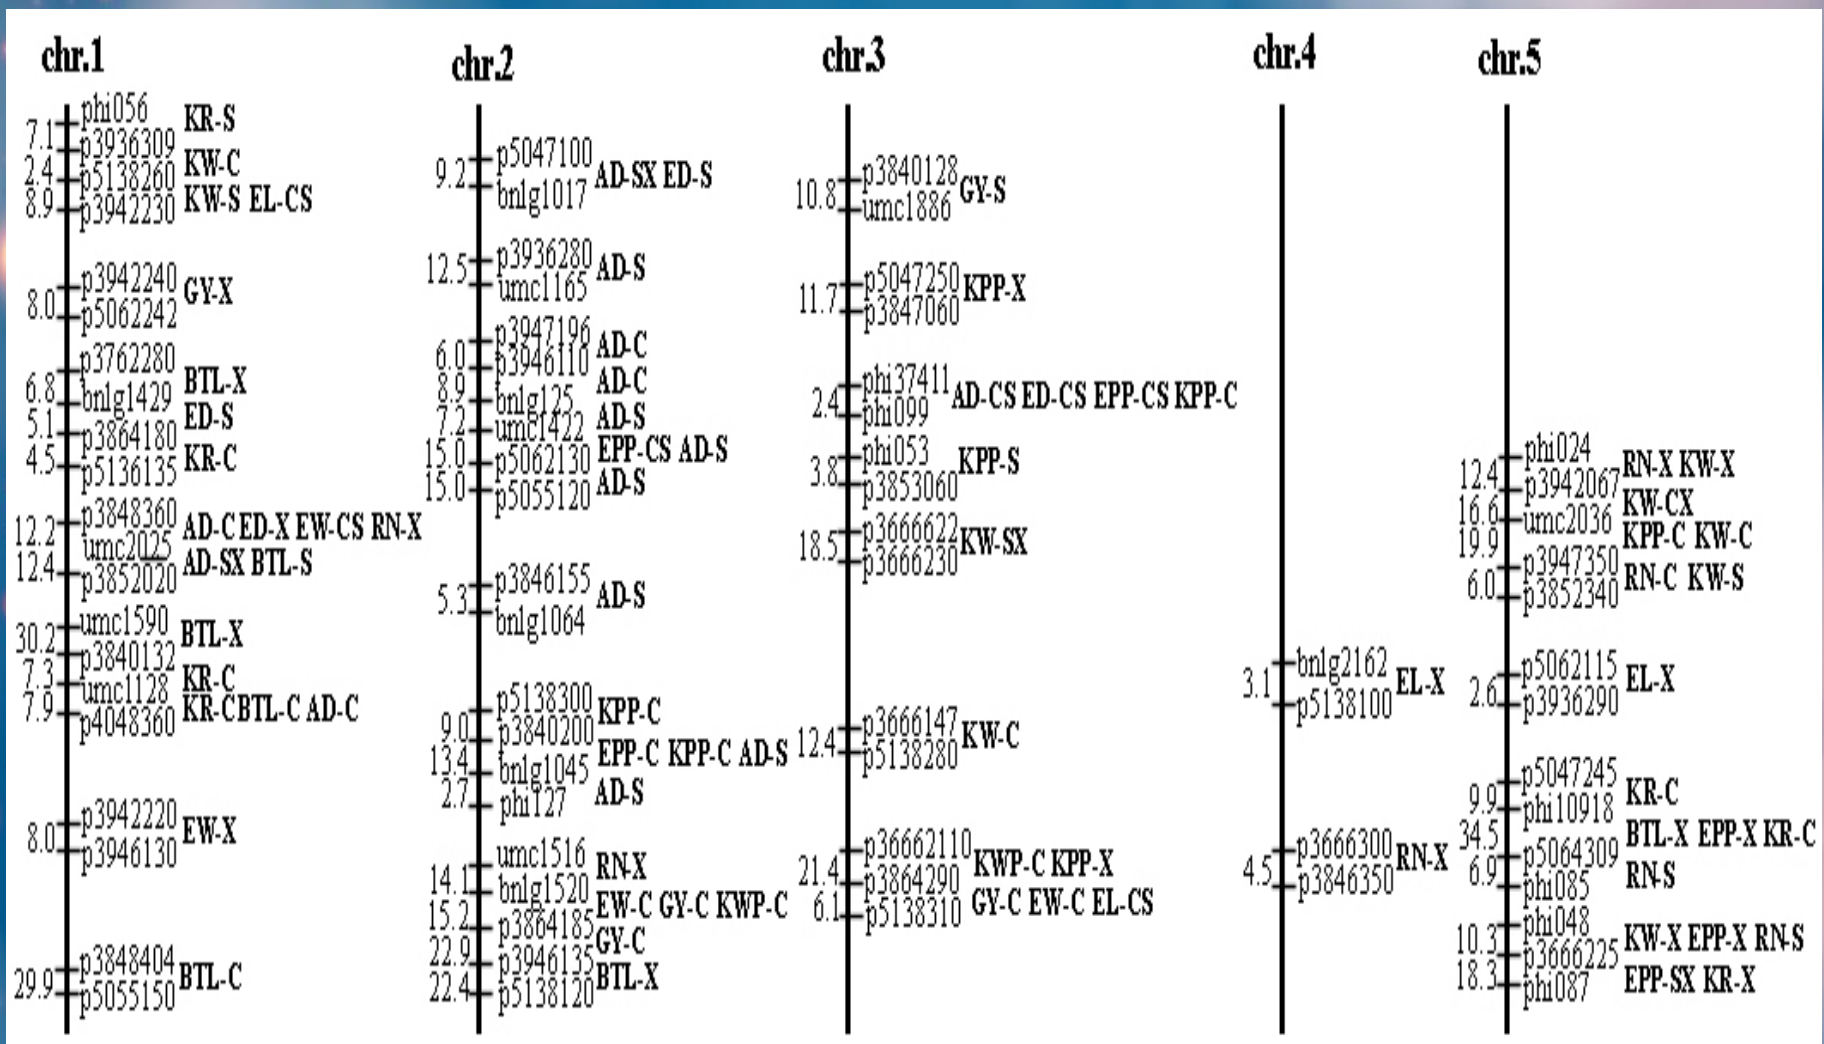 chr.1
phi056
7.1 KR-S
p3936309
2.4 KW-C
p5138260
8.9 KW-S EL-CS
p3942230
p3942240
8.0 GY-X
p5062242
p3762280
6.8 BTL-X
bnlg1429
5.1 ED-S
p3864180
4.5 KR-C
p5136135
p3848360
12.2 AD-C ED-X EW-CS RN-X
umc2025
12.4 AD-SX BTL-S
p3852020
umc1590
30.2 BTL-X
p3840132
7.3 KR-C
umc1128
7.9 KR-C BTL-C AD-C
p4048360
p3942220
8.0 EW-X
p3946130
p3848404
29.9 BTL-C
p5055150
chr.2
p5047100
9.2 AD-SX ED-S
bnlg1017
p3936280
12.5 AD-S
umc1165
p3947196
6.0 AD-C
p3946110
8.9 AD-C
bnlg125
7.2 AD-S
umc1422
15.0 EPP-CS AD-S
p5062130
15.0 AD-S
p5055120
p3846155
5.3 AD-S
bnlg1064
p5138300
9.0 KPP-C
p3840200
13.4 EPP-C KPP-C AD-S
bnlg1045
2.7 AD-S
phi127
umc1516
14.1 RN-X
bnlg1520
15.2 EW-C GY-C KWP-C
p3864185
22.9 GY-C
p3946135
22.4 BTL-X
p5138120
chr.3
p3840128
10.8 GY-S
umc1886
p5047250
11.7 KPP-X
p3847060
phi37411
2.4 AD-CS ED-CS EPP-CS KPP-C
phi099
phi053
3.8 KPP-S
p3853060
p3666622
18.5 KW-SX
p3666230
p3666147
12.4 KW-C
p5138280
p36662110
21.4 KWP-C KPP-X
p3864290
6.1 GY-C EW-C EL-CS
p5138310
chr.4
bnlg2162
3.1 EL-X
p5138100
p3666300
4.5 RN-X
p3846350
chr.5
phi024
12.4 RN-X KW-X
p3942067
16.6 KW-CX
umc2036
19.9 KPP-C KW-C
p3947350
6.0 RN-C KW-S
p3852340
p5062115
2.6 EL-X
p3936290
p5047245
9.9 KR-C
phi10918
34.5 BTL-X EPP-X KR-C
p5064309
6.9 RN-S
phi085
phi048
10.3 KW-X EPP-X RN-S
p3666225
18.3 EPP-SX KR-X
phi087